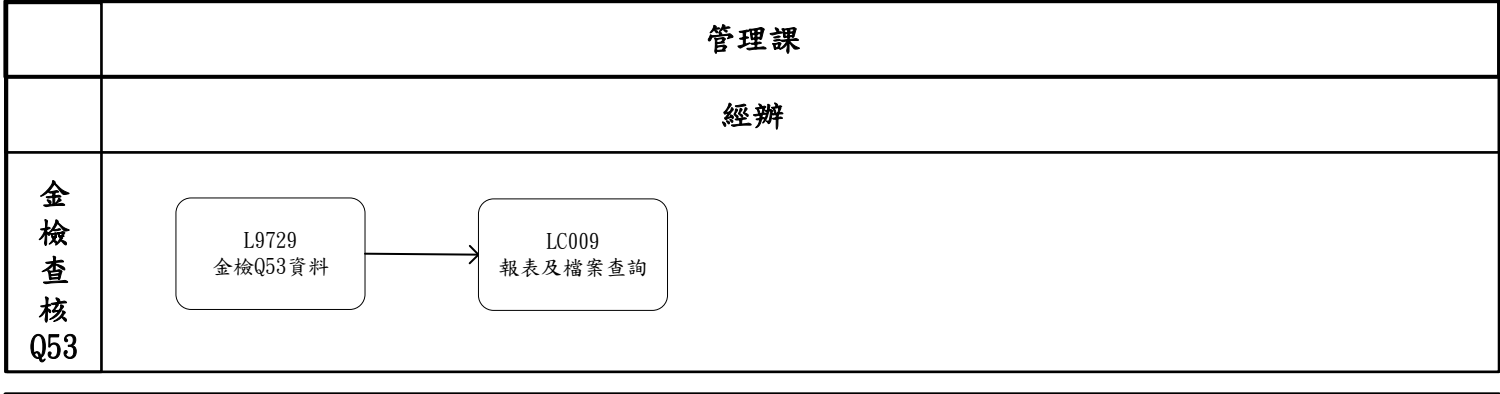 管理課
經辦
金
檢
查
核
Q53
L9729
金檢Q53資料
LC009
報表及檔案查詢